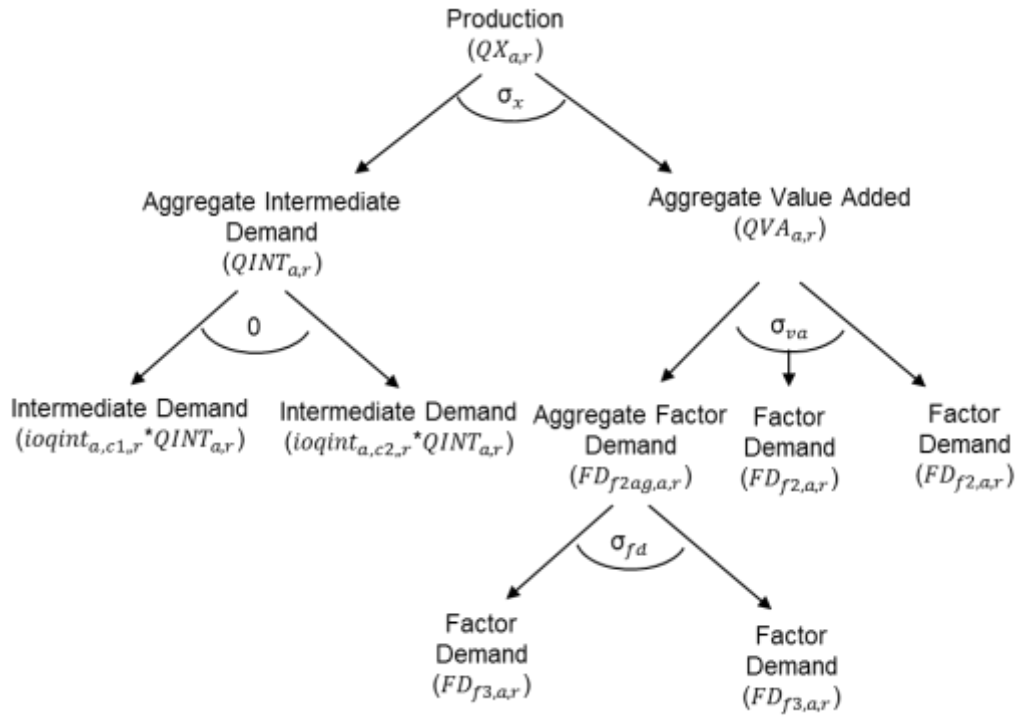 Production
(QX_{a,r})
σ_x
Aggregate Intermediate
Demand
(QINT_{a,r})
Aggregate Value Added
(QVA_{a,r})
0
σ_{va}
Intermediate Demand
(ioqint_{a,c1,,r}*QINT_{a,r})
Intermediate Demand
(ioqint_{a,c2,,r}*QINT_{a,r})
Aggregate Factor
Demand
(FD_{f2ag,a,r})
Factor
Demand
(FD_{f2,a,r})
Factor
Demand
(FD_{f2,a,r})
σ_{fd}
Factor
Demand
(FD_{f3,a,r})
Factor
Demand
(FD_{f3,a,r})